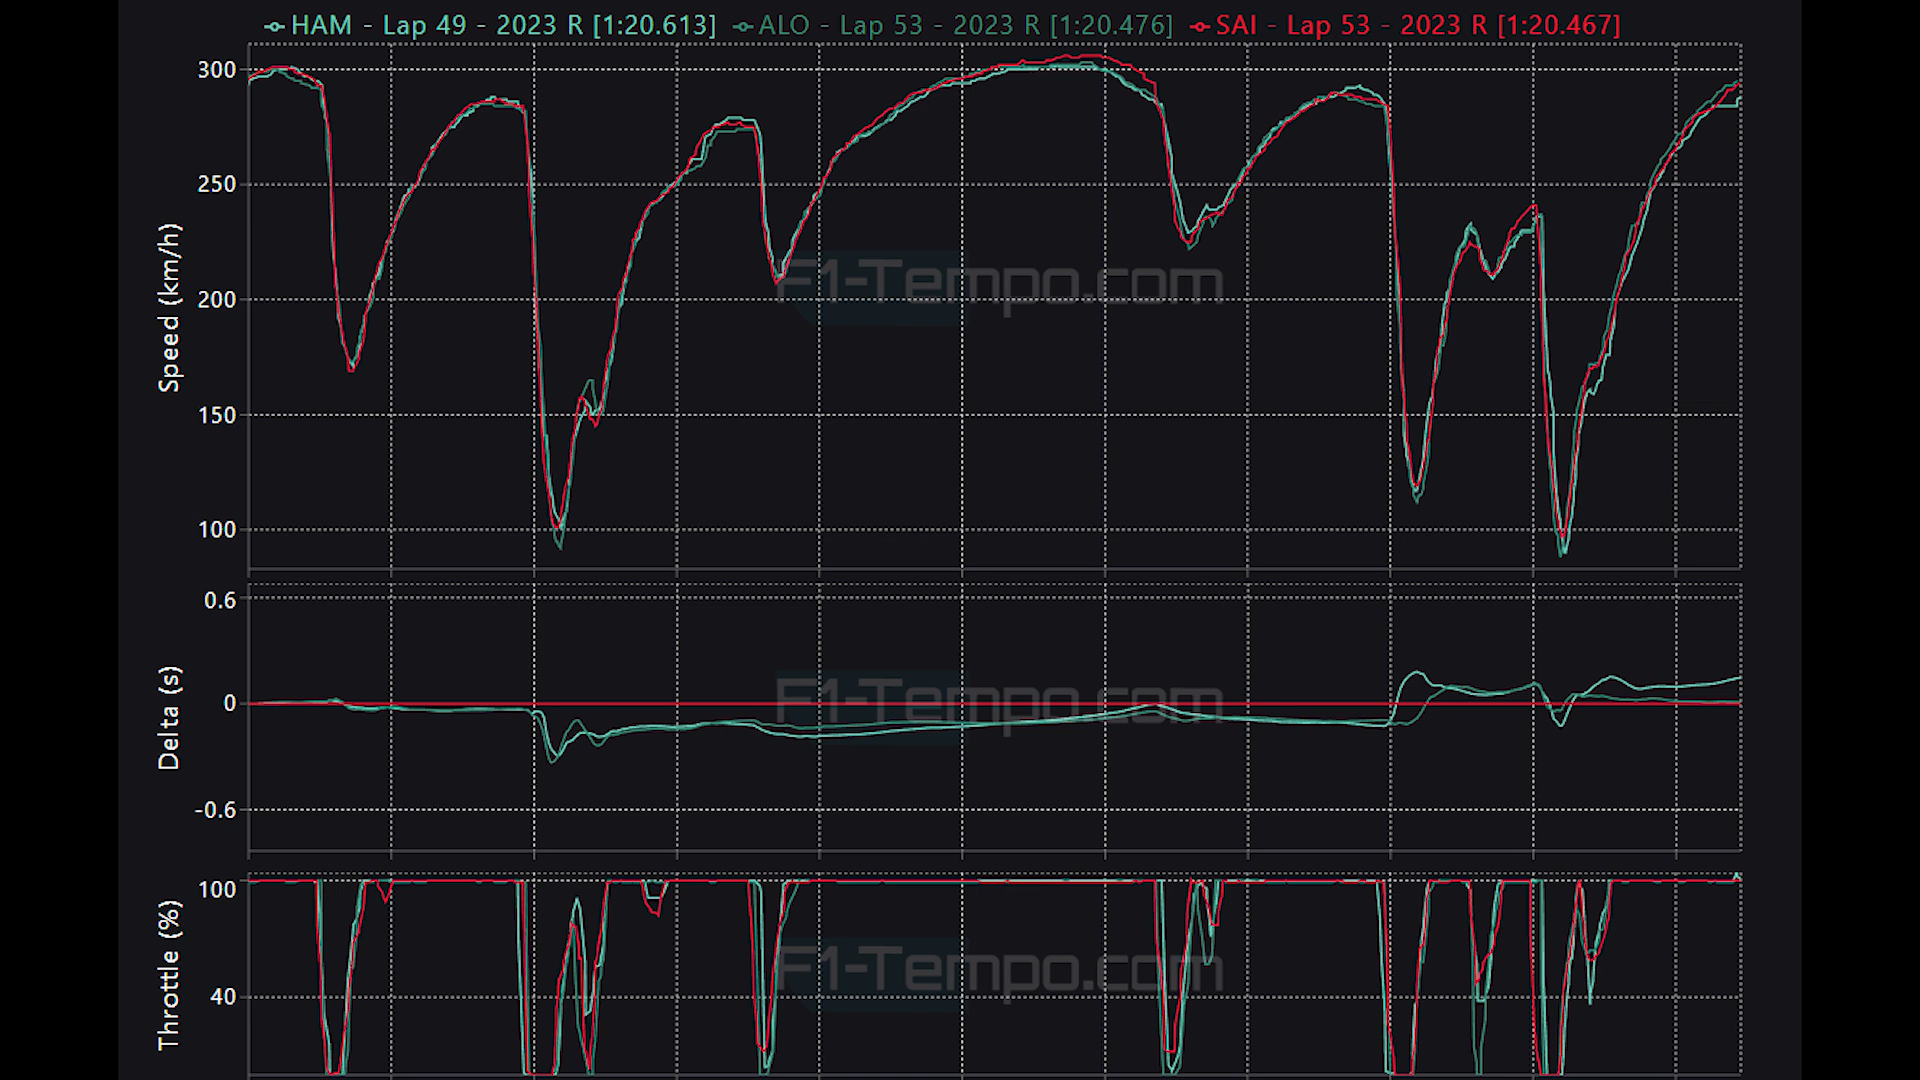 HAM - Lap 49 - 2023 R [1:20.613] ALO - Lap 53 - 2023 R [1:20.476] SAI - Lap 53 - 2023 R [1:20.467]
300
250
200
150
100
Speed (km/h)
F1-Tempo.com
0.6
0
-0.6
Delta (s)
F1-Tempo.com
100
40
Throttle (%)
F1-Tempo.com